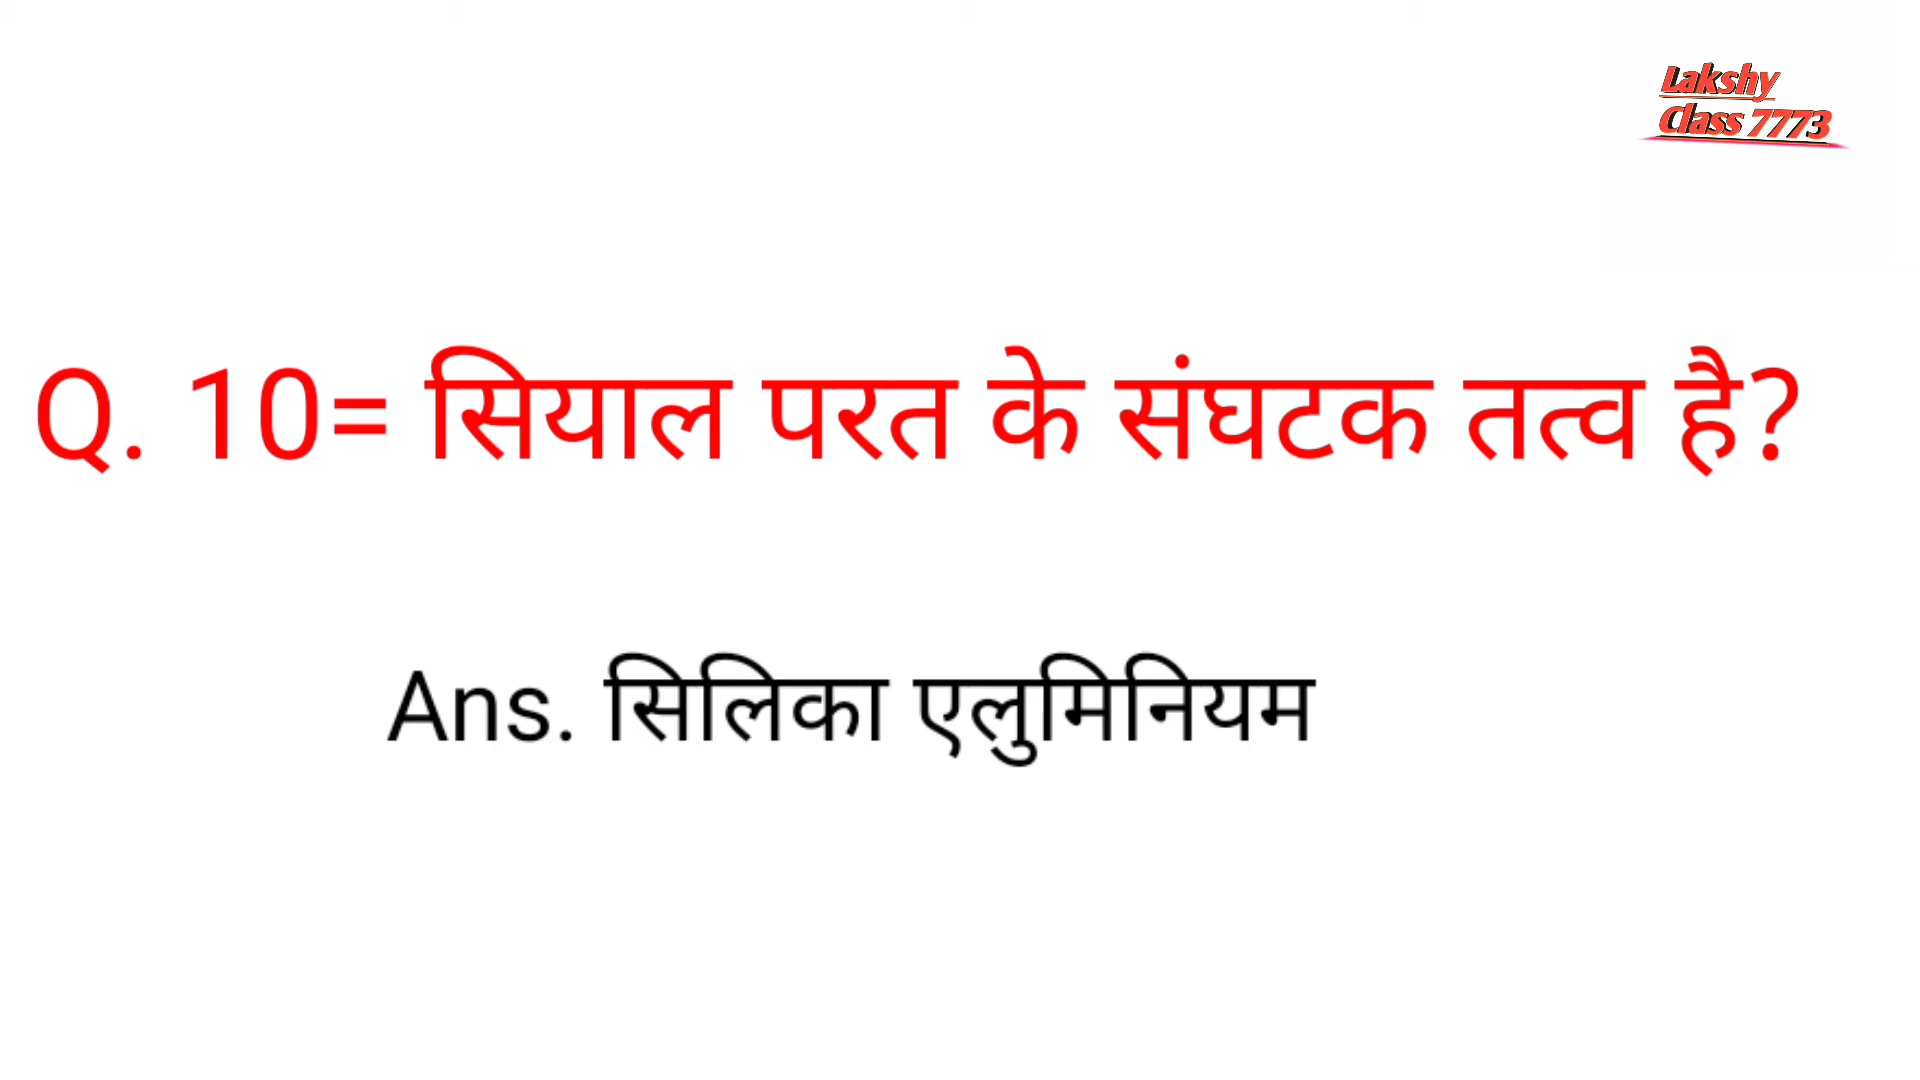 Lakshy
Class 7773
Q. 10= सियाल परत के संघटक तत्व है?
Ans. सिलिका एलुमिनियम